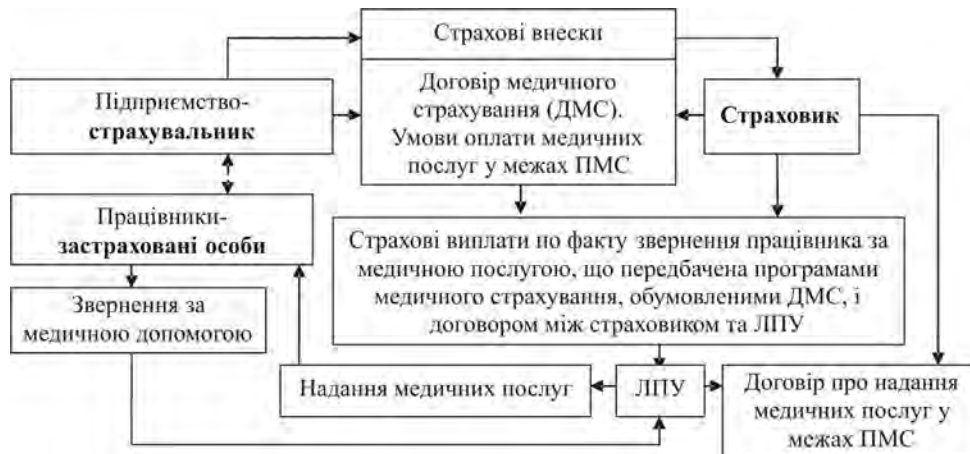 Страхові внески
Підприємство-
страхувальник
Договір медичного
страхування (ДМС).
Умови оплати медичних
послуг у межах ПМС
Страховик
Працівники-
застраховані особи
Страхові виплати по факту звернення працівника за
медичною послугою, що передбачена програмами
медичного страхування, обумовленими ДМС, і
договором між страховиком та ЛПУ
Звернення за
медичною допомогою
Надання медичних послуг
ЛПУ
Договір про надання
медичних послуг у
межах ПМС